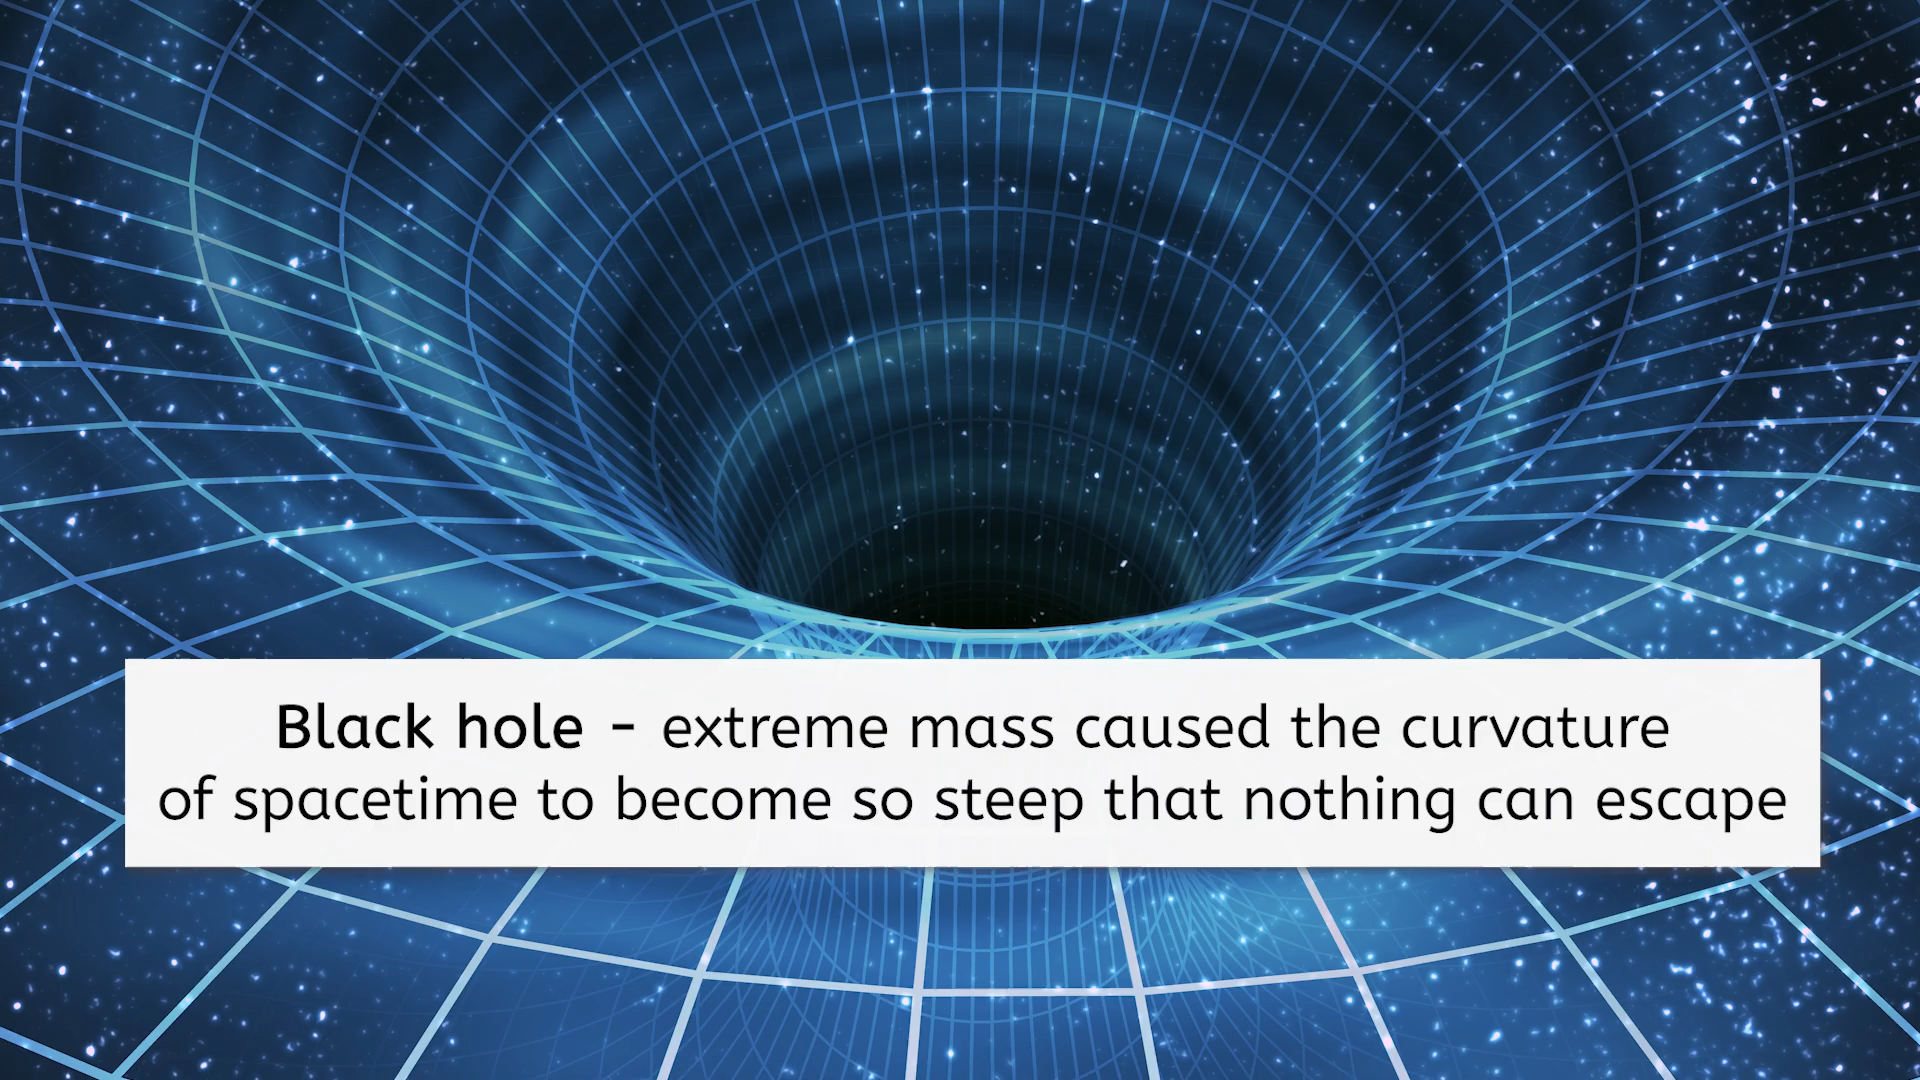 Black hole - extreme mass caused the curvature
of spacetime to become so steep that nothing can escape